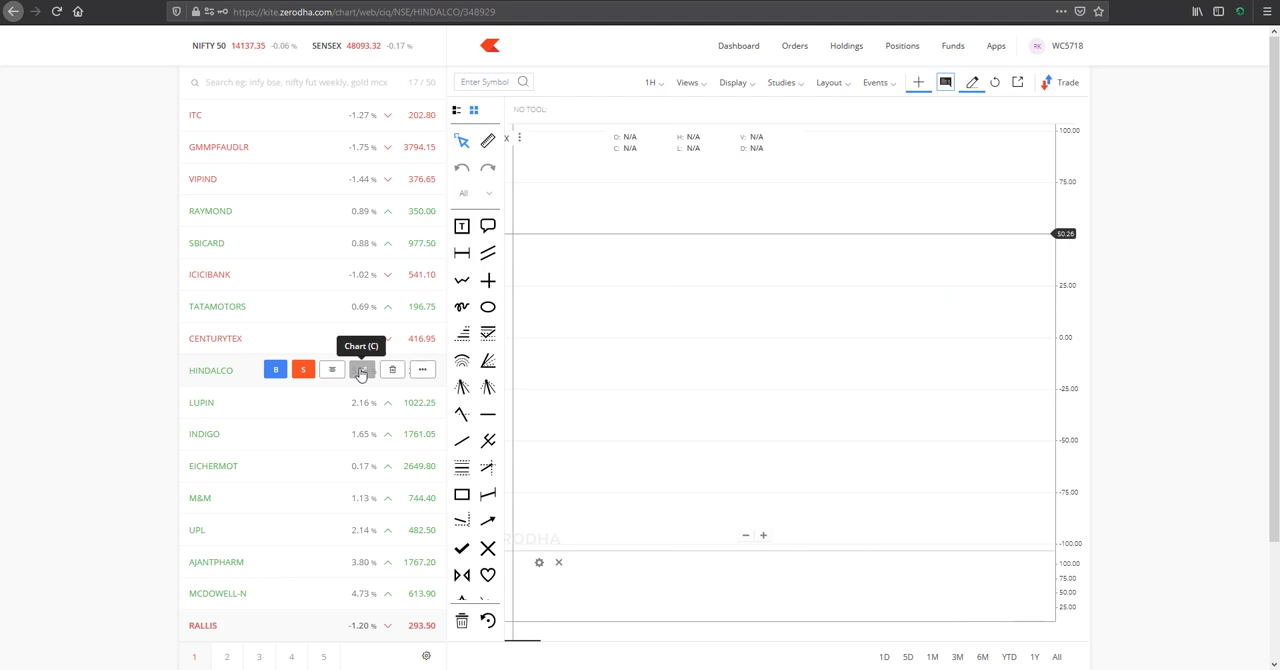 https://kite.zerodha.com/chart/web/ciq/NSE/HINDALCO/348929
NIFTY 50 14137.35 -0.06 % SENSEX 48093.32 -0.17 %
Dashboard Orders Holdings Positions Funds Apps RK WC5718
Search eg: infy bse, nifty fut weekly, gold mcx 17 / 50
Enter Symbol 1H Views Display Studies Layout Events Trade
NO TOOL:
ITC -1.27 % 202.80
GMMPFAUDLR -1.75 % 3794.15
VIPIND -1.44 % 376.65
RAYMOND 0.89 % 350.00
SBICARD 0.88 % 977.50
ICICIBANK -1.02 % 541.10
TATAMOTORS 0.69 % 196.75
CENTURYTEX 416.95
Chart (C)
HINDALCO B S
LUPIN 2.16 % 1022.25
INDIGO 1.65 % 1761.05
EICHERMOT 0.17 % 2649.80
M&M 1.13 % 744.40
UPL 2.14 % 482.50
AJANTPHARM 3.80 % 1767.20
MCDOWELL-N 4.73 % 613.90
RALLIS -1.20 % 293.50
1 2 3 4 5
All
T
X
O: N/A H: N/A V: N/A
C: N/A L: N/A D: N/A
100.00
75.00
50.26
25.00
0.00
-25.00
-50.00
-75.00
-100.00
100.00
75.00
50.00
25.00
RODHA
1D 5D 1M 3M 6M YTD 1Y All